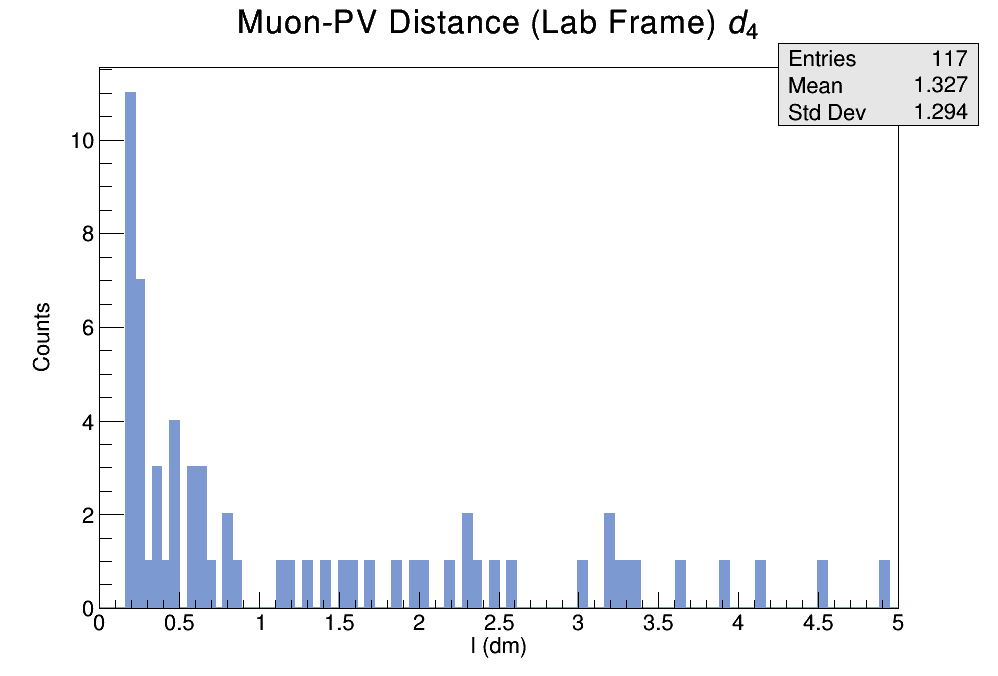 Muon-PV Distance (Lab Frame) d₄
Entries 117
Mean 1.327
Std Dev 1.294
Counts
10
8
6
4
2
0
0 0.5 1 1.5 2 2.5 3 3.5 4 4.5 5
l (dm)